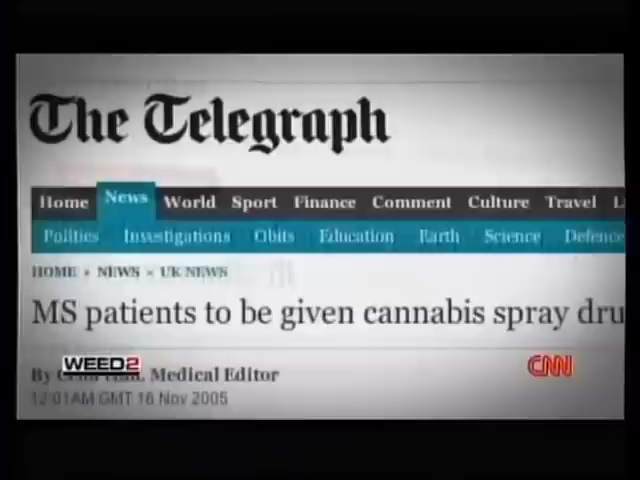 The Telegraph
Home News World Sport Finance Comment Culture Travel L
Politics Investigations Obits Education Earth Science Defence
HOME » NEWS » UK NEWS
MS patients to be given cannabis spray dru
By Medical Editor
WEED2
CNN
12:01AM GMT 16 Nov 2005